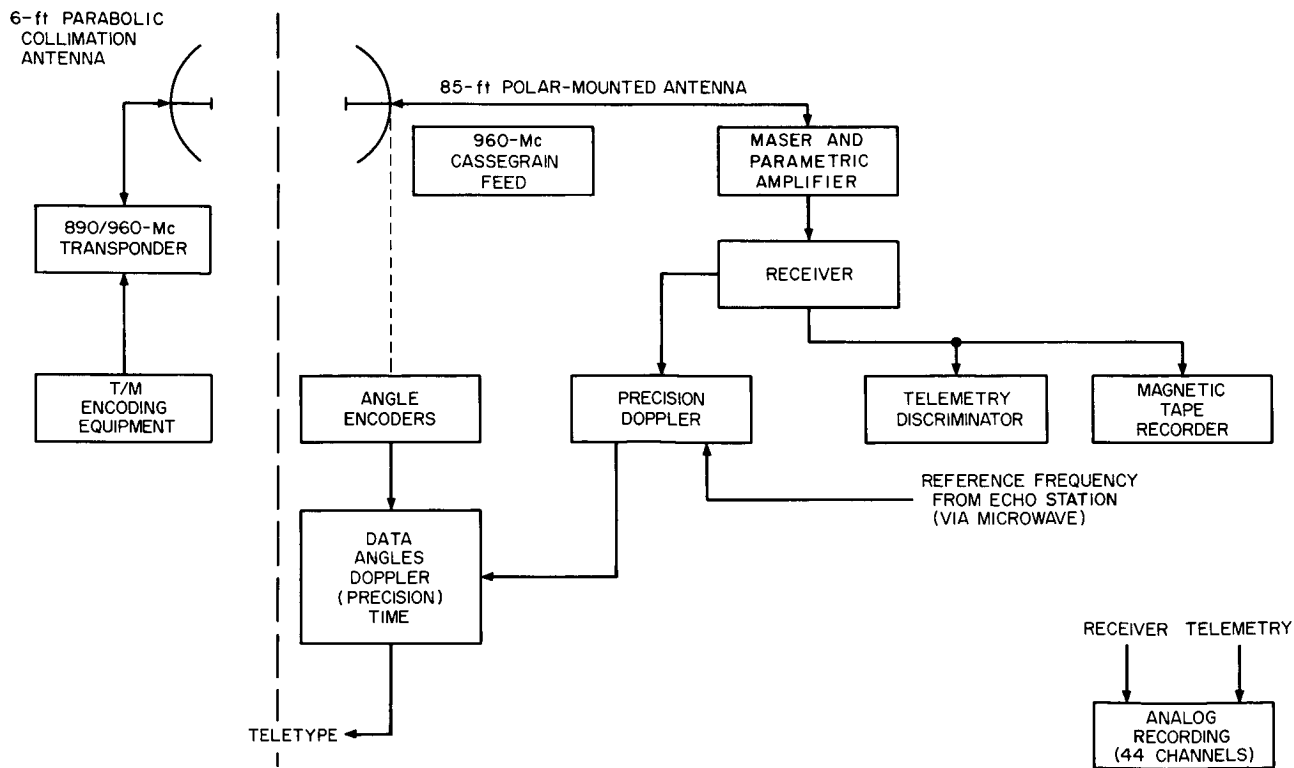 6-ft PARABOLIC
COLLIMATION
ANTENNA
85-ft POLAR-MOUNTED ANTENNA
960-Mc
CASSEGRAIN
FEED
MASER AND
PARAMETRIC
AMPLIFIER
890/960-Mc
TRANSPONDER
RECEIVER
T/M
ENCODING
EQUIPMENT
ANGLE
ENCODERS
PRECISION
DOPPLER
TELEMETRY
DISCRIMINATOR
MAGNETIC
TAPE
RECORDER
REFERENCE FREQUENCY
FROM ECHO STATION
(VIA MICROWAVE)
DATA
ANGLES
DOPPLER
(PRECISION)
TIME
RECEIVER TELEMETRY
TELETYPE
ANALOG
RECORDING
(44 CHANNELS)